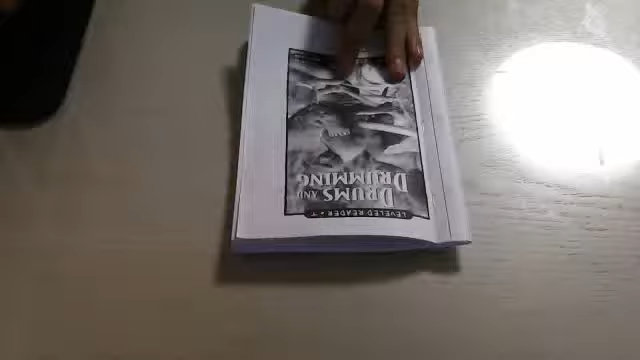 DRUMS AND
DRUMMING
LEVELED READER • T